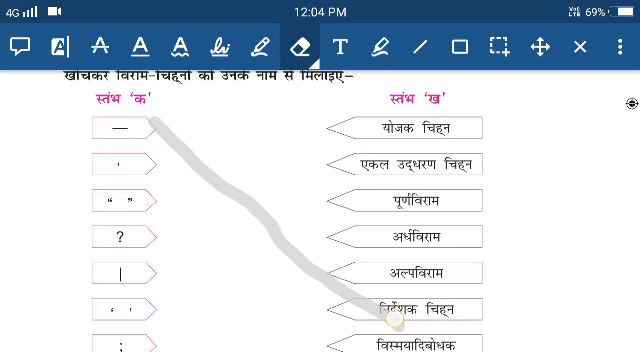 4G 12:04 PM VoLTE 69%
A A A A T
खींचकर विराम-चिह्नों को उनके नाम से मिलाइए–
स्तंभ ‘क’ स्तंभ ‘ख’
— योजक चिह्न
, एकल उद्धरण चिह्न
“ ” पूर्णविराम
? अर्धविराम
| अल्पविराम
‘ ’ निर्देशक चिह्न
; विस्मयादिबोधक